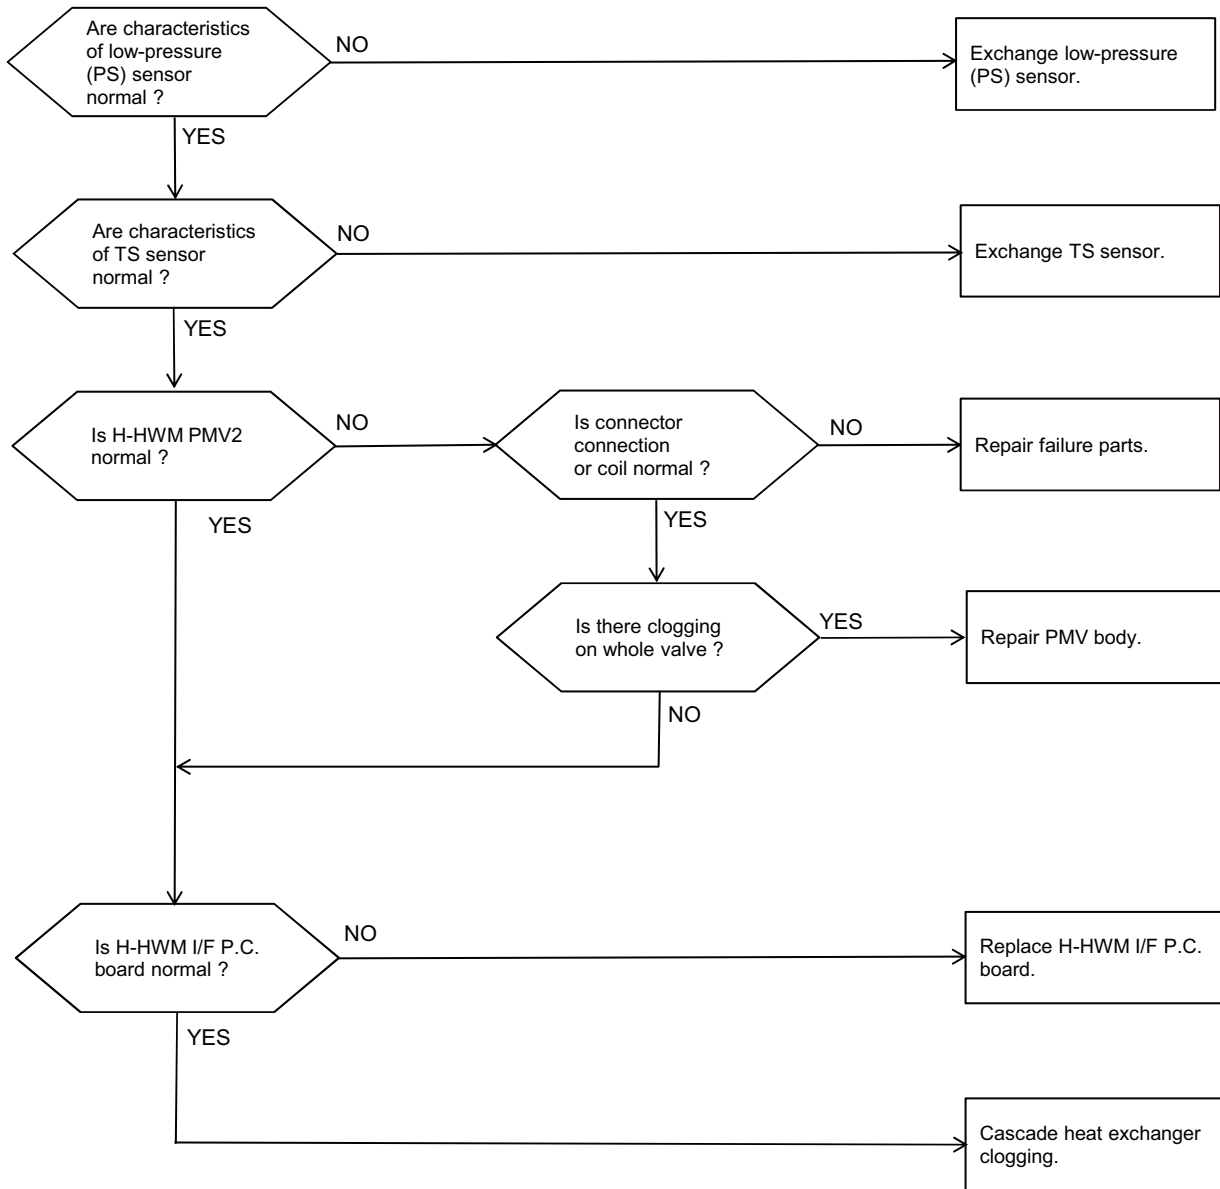 Are characteristics
of low-pressure
(PS) sensor
normal ?
NO
Exchange low-pressure
(PS) sensor.
YES
Are characteristics
of TS sensor
normal ?
NO
Exchange TS sensor.
YES
Is H-HWM PMV2
normal ?
NO
Is connector
connection
or coil normal ?
NO
Repair failure parts.
YES
YES
Is there clogging
on whole valve ?
YES
Repair PMV body.
NO
Is H-HWM I/F P.C.
board normal ?
NO
Replace H-HWM I/F P.C.
board.
YES
Cascade heat exchanger
clogging.